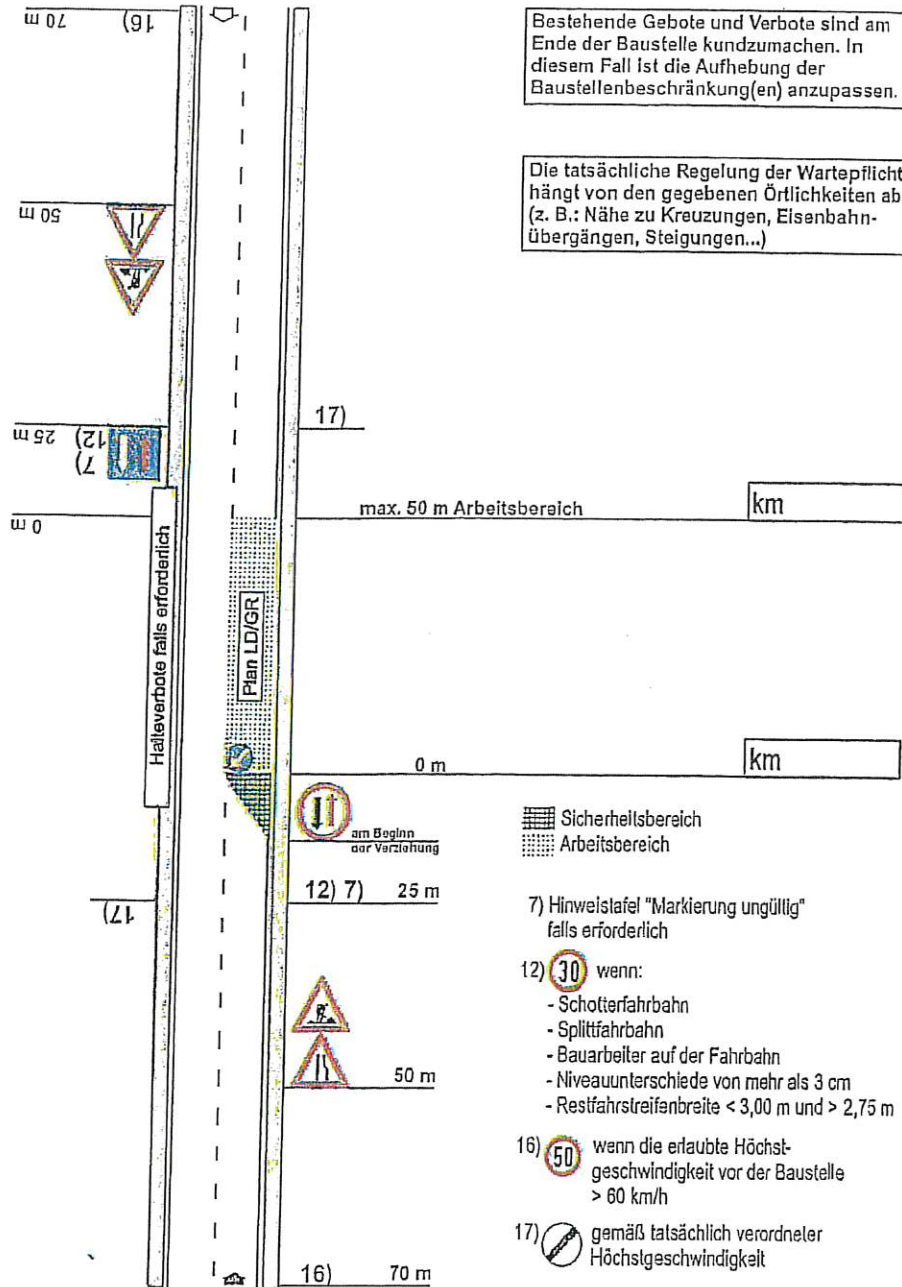 70 m
16)
Bestehende Gebote und Verbote sind am
Ende der Baustelle kundzumachen. In
diesem Fall ist die Aufhebung der
Baustellenbeschränkung(en) anzupassen.
Die tatsächliche Regelung der Wartepflicht
hängt von den gegebenen Örtlichkeiten ab
(z. B.: Nähe zu Kreuzungen, Eisenbahn-
übergängen, Steigungen...)
50 m
25 m
12)
7)
17)
0 m
max. 50 m Arbeitsbereich
km
Halteverbote falls erforderlich
Plan LD/GR
0 m
km
am Beginn
der Verziehung
Sicherheitsbereich
Arbeitsbereich
17)
12) 7) 25 m
7) Hinweistafel "Markierung ungültig"
falls erforderlich
12) 30 wenn:
- Schotterfahrbahn
- Splittfahrbahn
- Bauarbeiter auf der Fahrbahn
- Niveauunterschiede von mehr als 3 cm
- Restfahrstreifenbreite < 3,00 m und > 2,75 m
50 m
16) 50 wenn die erlaubte Höchst-
geschwindigkeit vor der Baustelle
> 60 km/h
17) gemäß tatsächlich verordneter
Höchstgeschwindigkeit
16) 70 m